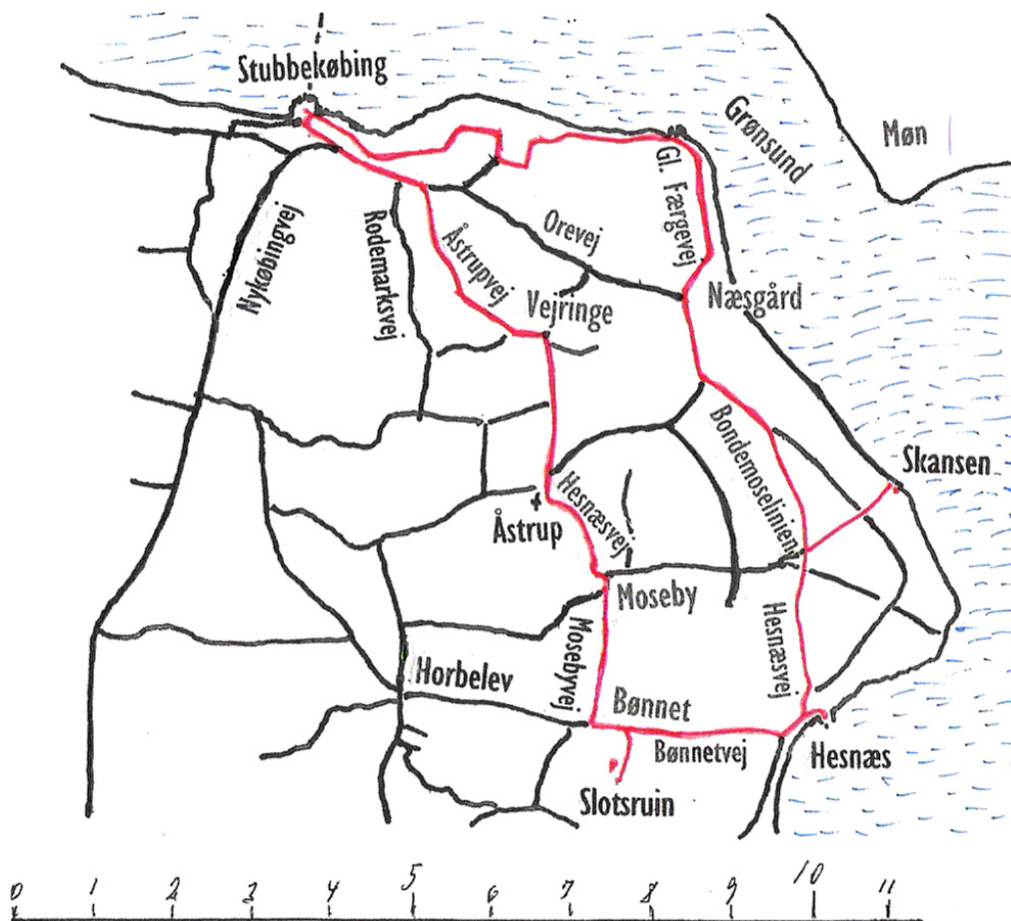 Stubbekøbing
Grønsund
Møn
Gl. Færgevej
Orevej
Åstrupvej
Rodemarksvej
Nykøbingvej
Vejringe
Næsgård
Bondemoselinien
Skansen
Hesnæsvej
Åstrup
Moseby
Hesnæsvej
Mosebyvej
Horbelev
Bønnet
Bønnetvej
Hesnæs
Slotsruin
0 1 2 3 4 5 6 7 8 9 10 11